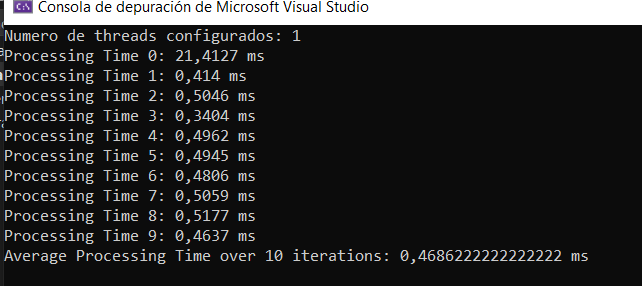 Consola de depuración de Microsoft Visual Studio
Numero de threads configurados: 1
Processing Time 0: 21,4127 ms
Processing Time 1: 0,414 ms
Processing Time 2: 0,5046 ms
Processing Time 3: 0,3404 ms
Processing Time 4: 0,4962 ms
Processing Time 5: 0,4945 ms
Processing Time 6: 0,4806 ms
Processing Time 7: 0,5059 ms
Processing Time 8: 0,5177 ms
Processing Time 9: 0,4637 ms
Average Processing Time over 10 iterations: 0,4686222222222222 ms